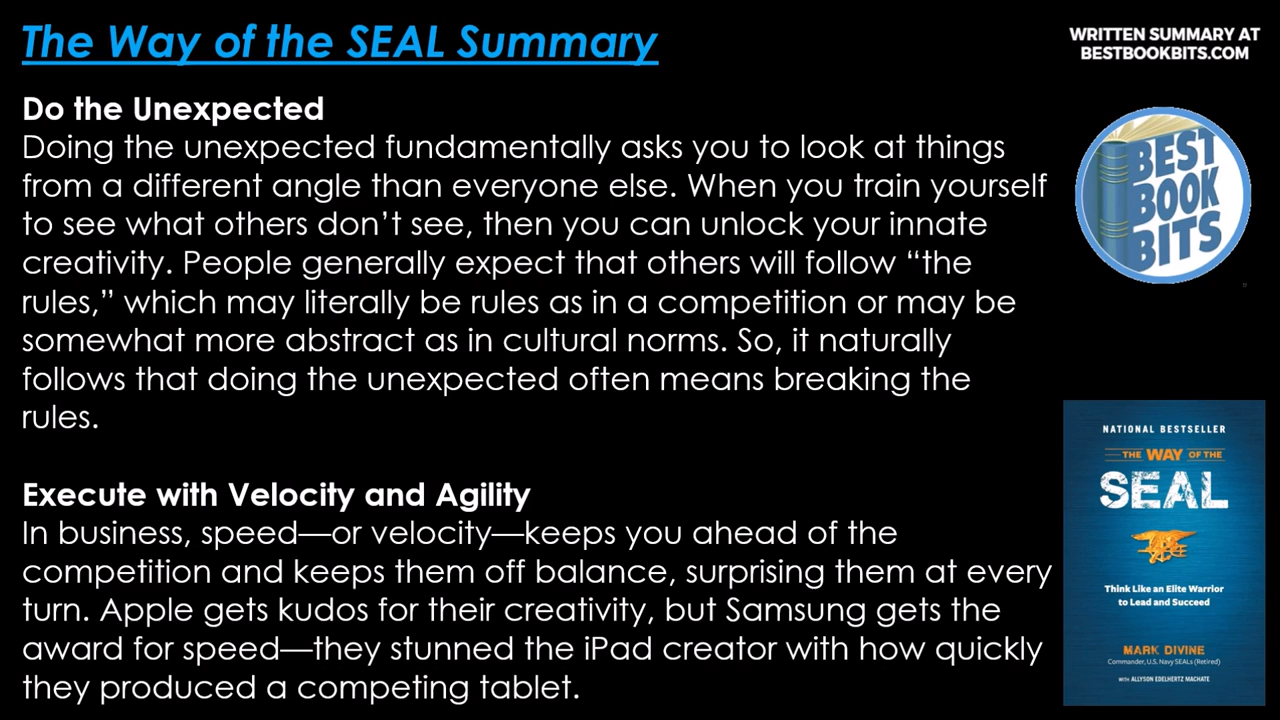 The Way of the SEAL Summary
WRITTEN SUMMARY AT
BESTBOOKBITS.COM
Do the Unexpected
Doing the unexpected fundamentally asks you to look at things
from a different angle than everyone else. When you train yourself
to see what others don’t see, then you can unlock your innate
creativity. People generally expect that others will follow “the
rules,” which may literally be rules as in a competition or may be
somewhat more abstract as in cultural norms. So, it naturally
follows that doing the unexpected often means breaking the
rules.
BEST
BOOK
BITS
Execute with Velocity and Agility
In business, speed—or velocity—keeps you ahead of the
competition and keeps them off balance, surprising them at every
turn. Apple gets kudos for their creativity, but Samsung gets the
award for speed—they stunned the iPad creator with how quickly
they produced a competing tablet.
NATIONAL BESTSELLER
THE WAY OF THE
SEAL
Think Like an Elite Warrior
to Lead and Succeed
MARK DIVINE
Commander, U.S. Navy SEALs (Retired)
WITH ALLYSON EDELHERTZ MACHATE